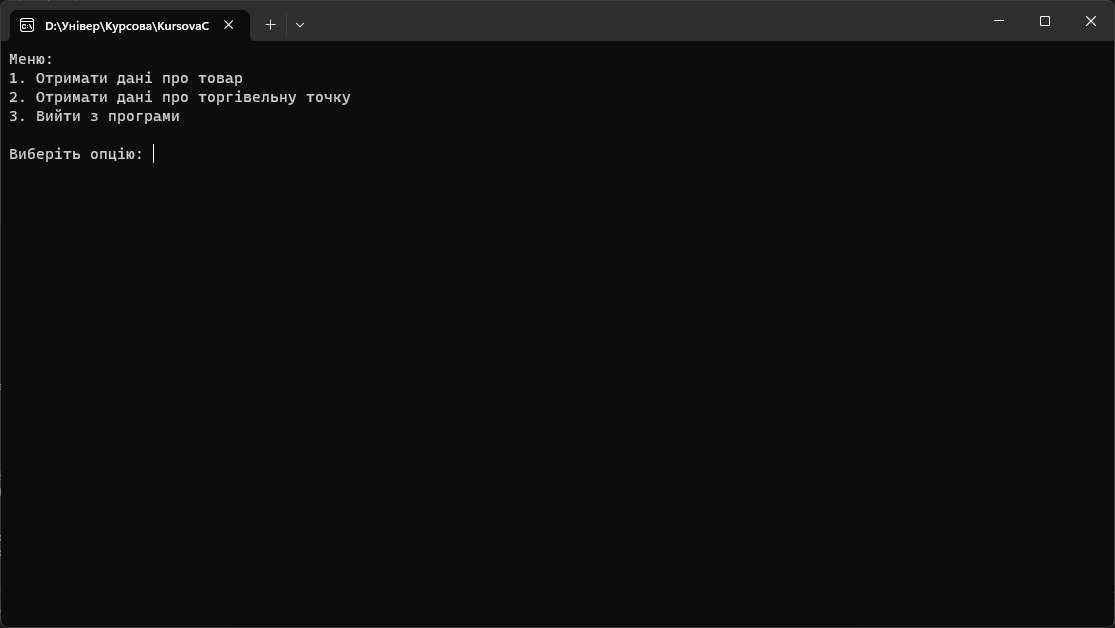 D:\Універ\Курсова\KursovaC
Меню:
1. Отримати дані про товар
2. Отримати дані про торгівельну точку
3. Вийти з програми
Виберіть опцію: